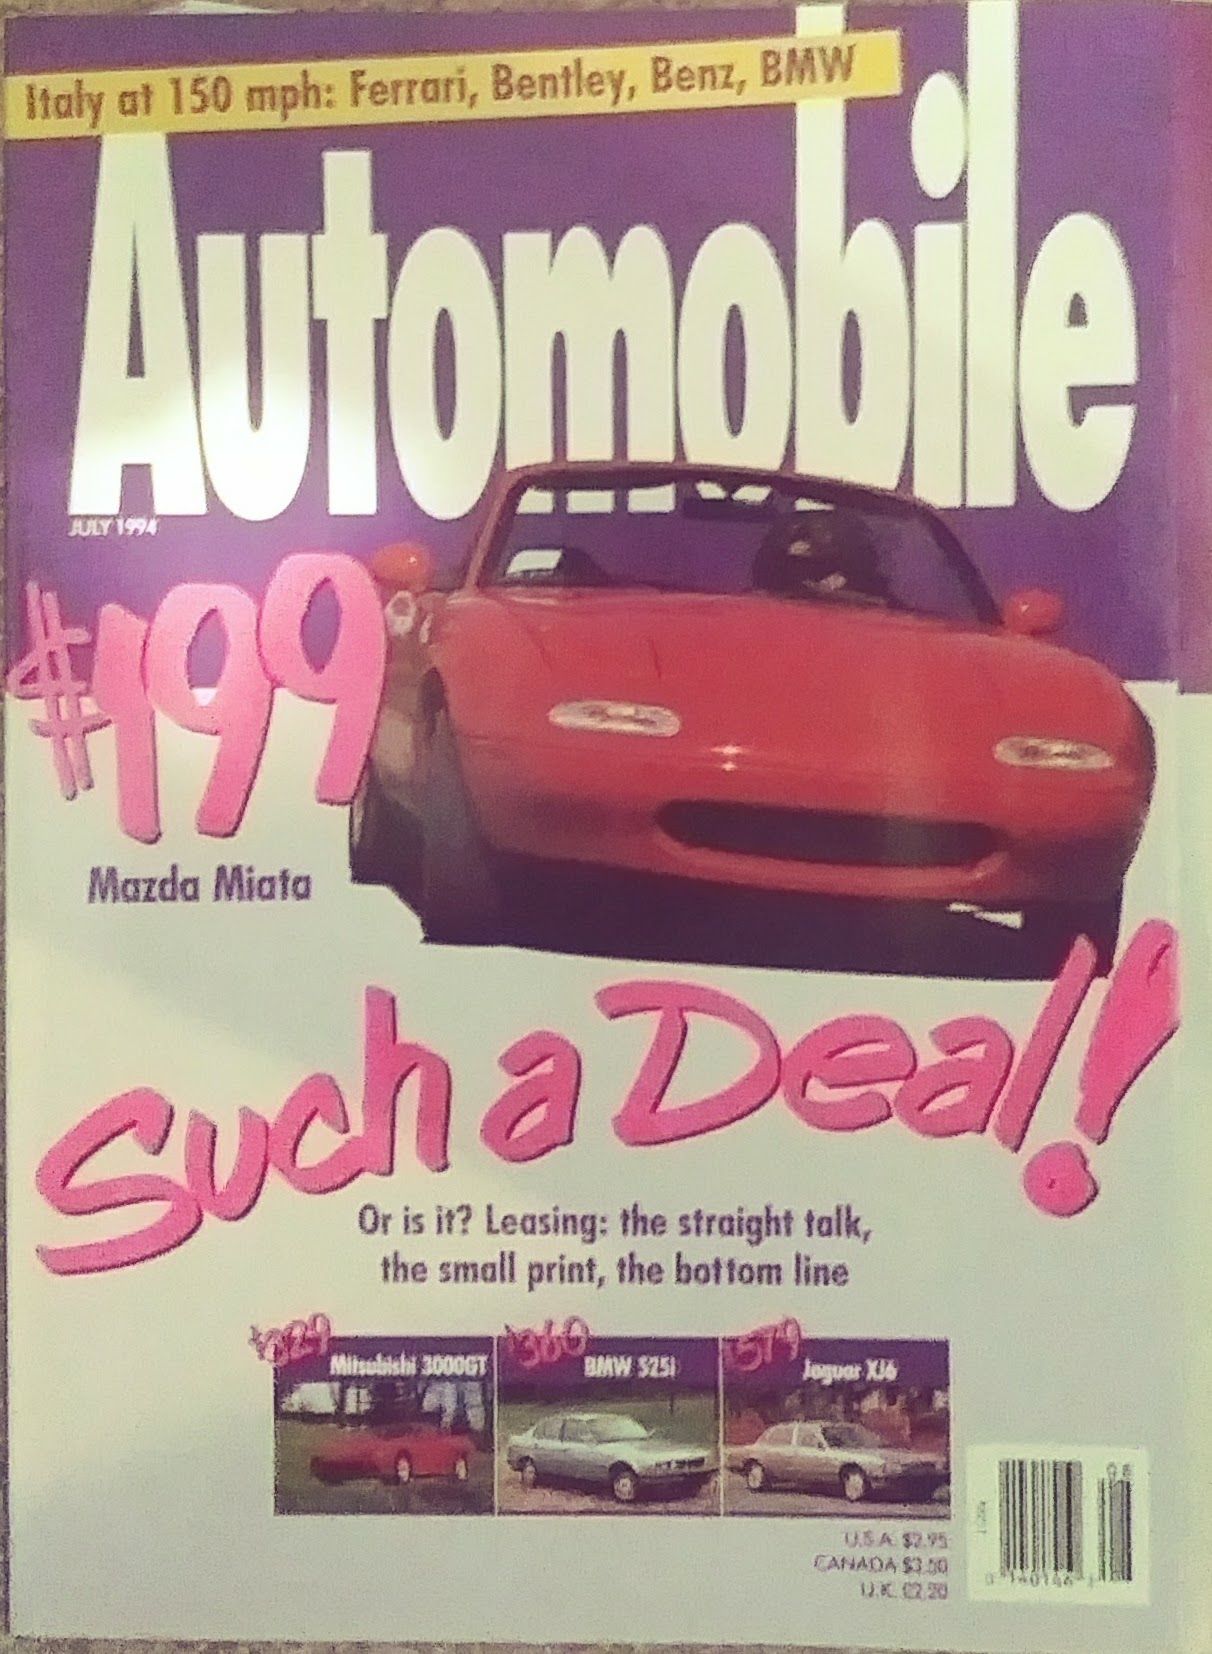 Italy at 150 mph: Ferrari, Bentley, Benz, BMW
Automobile
JULY 1994
$199
Mazda Miata
Such a Deal!
Or is it? Leasing: the straight talk,
the small print, the bottom line
$329 $360 $579
Mitsubishi 3000GT BMW 525i Jaguar XJ6
U.S.A. $2.95
CANADA $3.50
U.K. £2.20